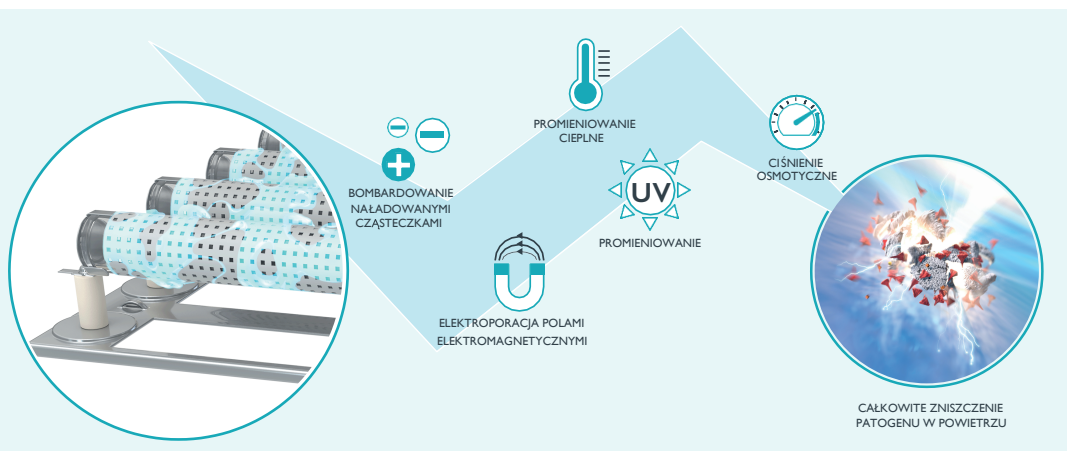 BOMBARDOWANIE
NAŁADOWANYMI
CZĄSTECZKAMI
ELEKTROPORACJA POLAMI
ELEKTROMAGNETYCZNYMI
PROMIENIOWANIE
CIEPLNE
UV
PROMIENIOWANIE
CIŚNIENIE
OSMOTYCZNE
CAŁKOWITE ZNISZCZENIE
PATOGENU W POWIETRZU